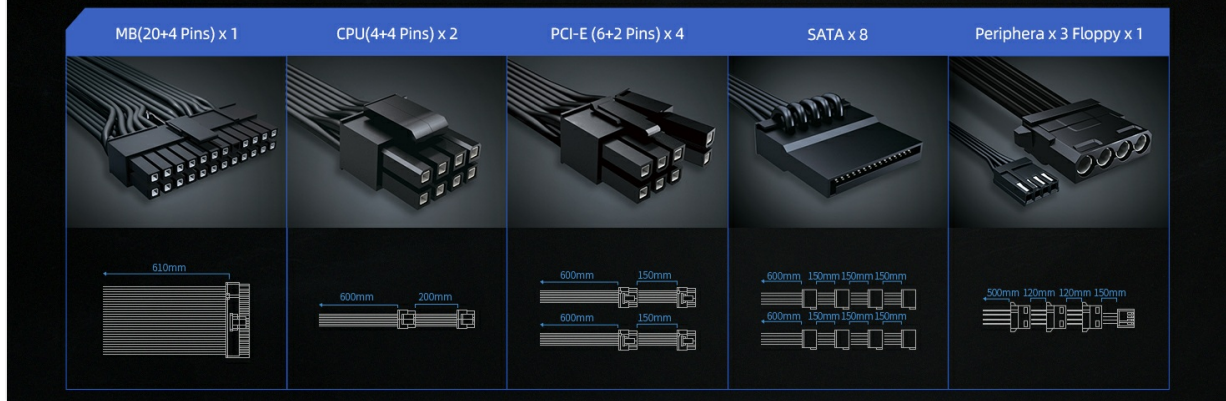 MB(20+4 Pins) x 1
CPU(4+4 Pins) x 2
PCI-E (6+2 Pins) x 4
SATA x 8
Periphera x 3 Floppy x 1
610mm
600mm 200mm
600mm 150mm
600mm 150mm
600mm 150mm 150mm 150mm
600mm 150mm 150mm 150mm
500mm 120mm 120mm 150mm